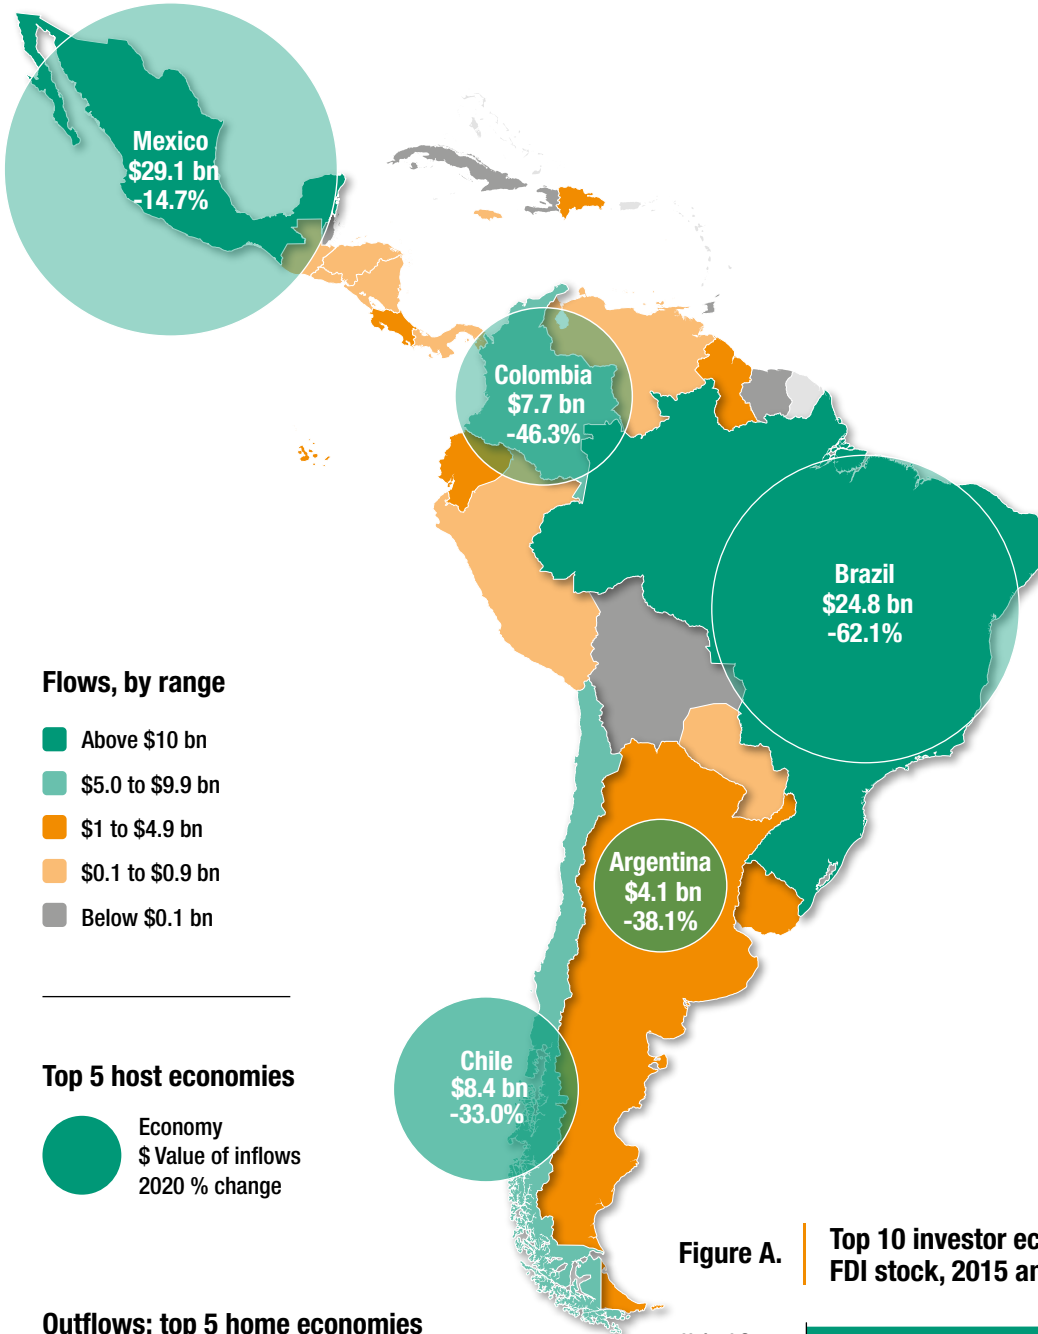 Mexico
$29.1 bn
-14.7%
Colombia
$7.7 bn
-46.3%
Brazil
$24.8 bn
-62.1%
Flows, by range
Above $10 bn
$5.0 to $9.9 bn
$1 to $4.9 bn
$0.1 to $0.9 bn
Below $0.1 bn
Argentina
$4.1 bn
-38.1%
Chile
$8.4 bn
-33.0%
Top 5 host economies
Economy
$ Value of inflows
2020 % change
Figure A.
Top 10 investor ec
FDI stock, 2015 an
Outflows: top 5 home economies